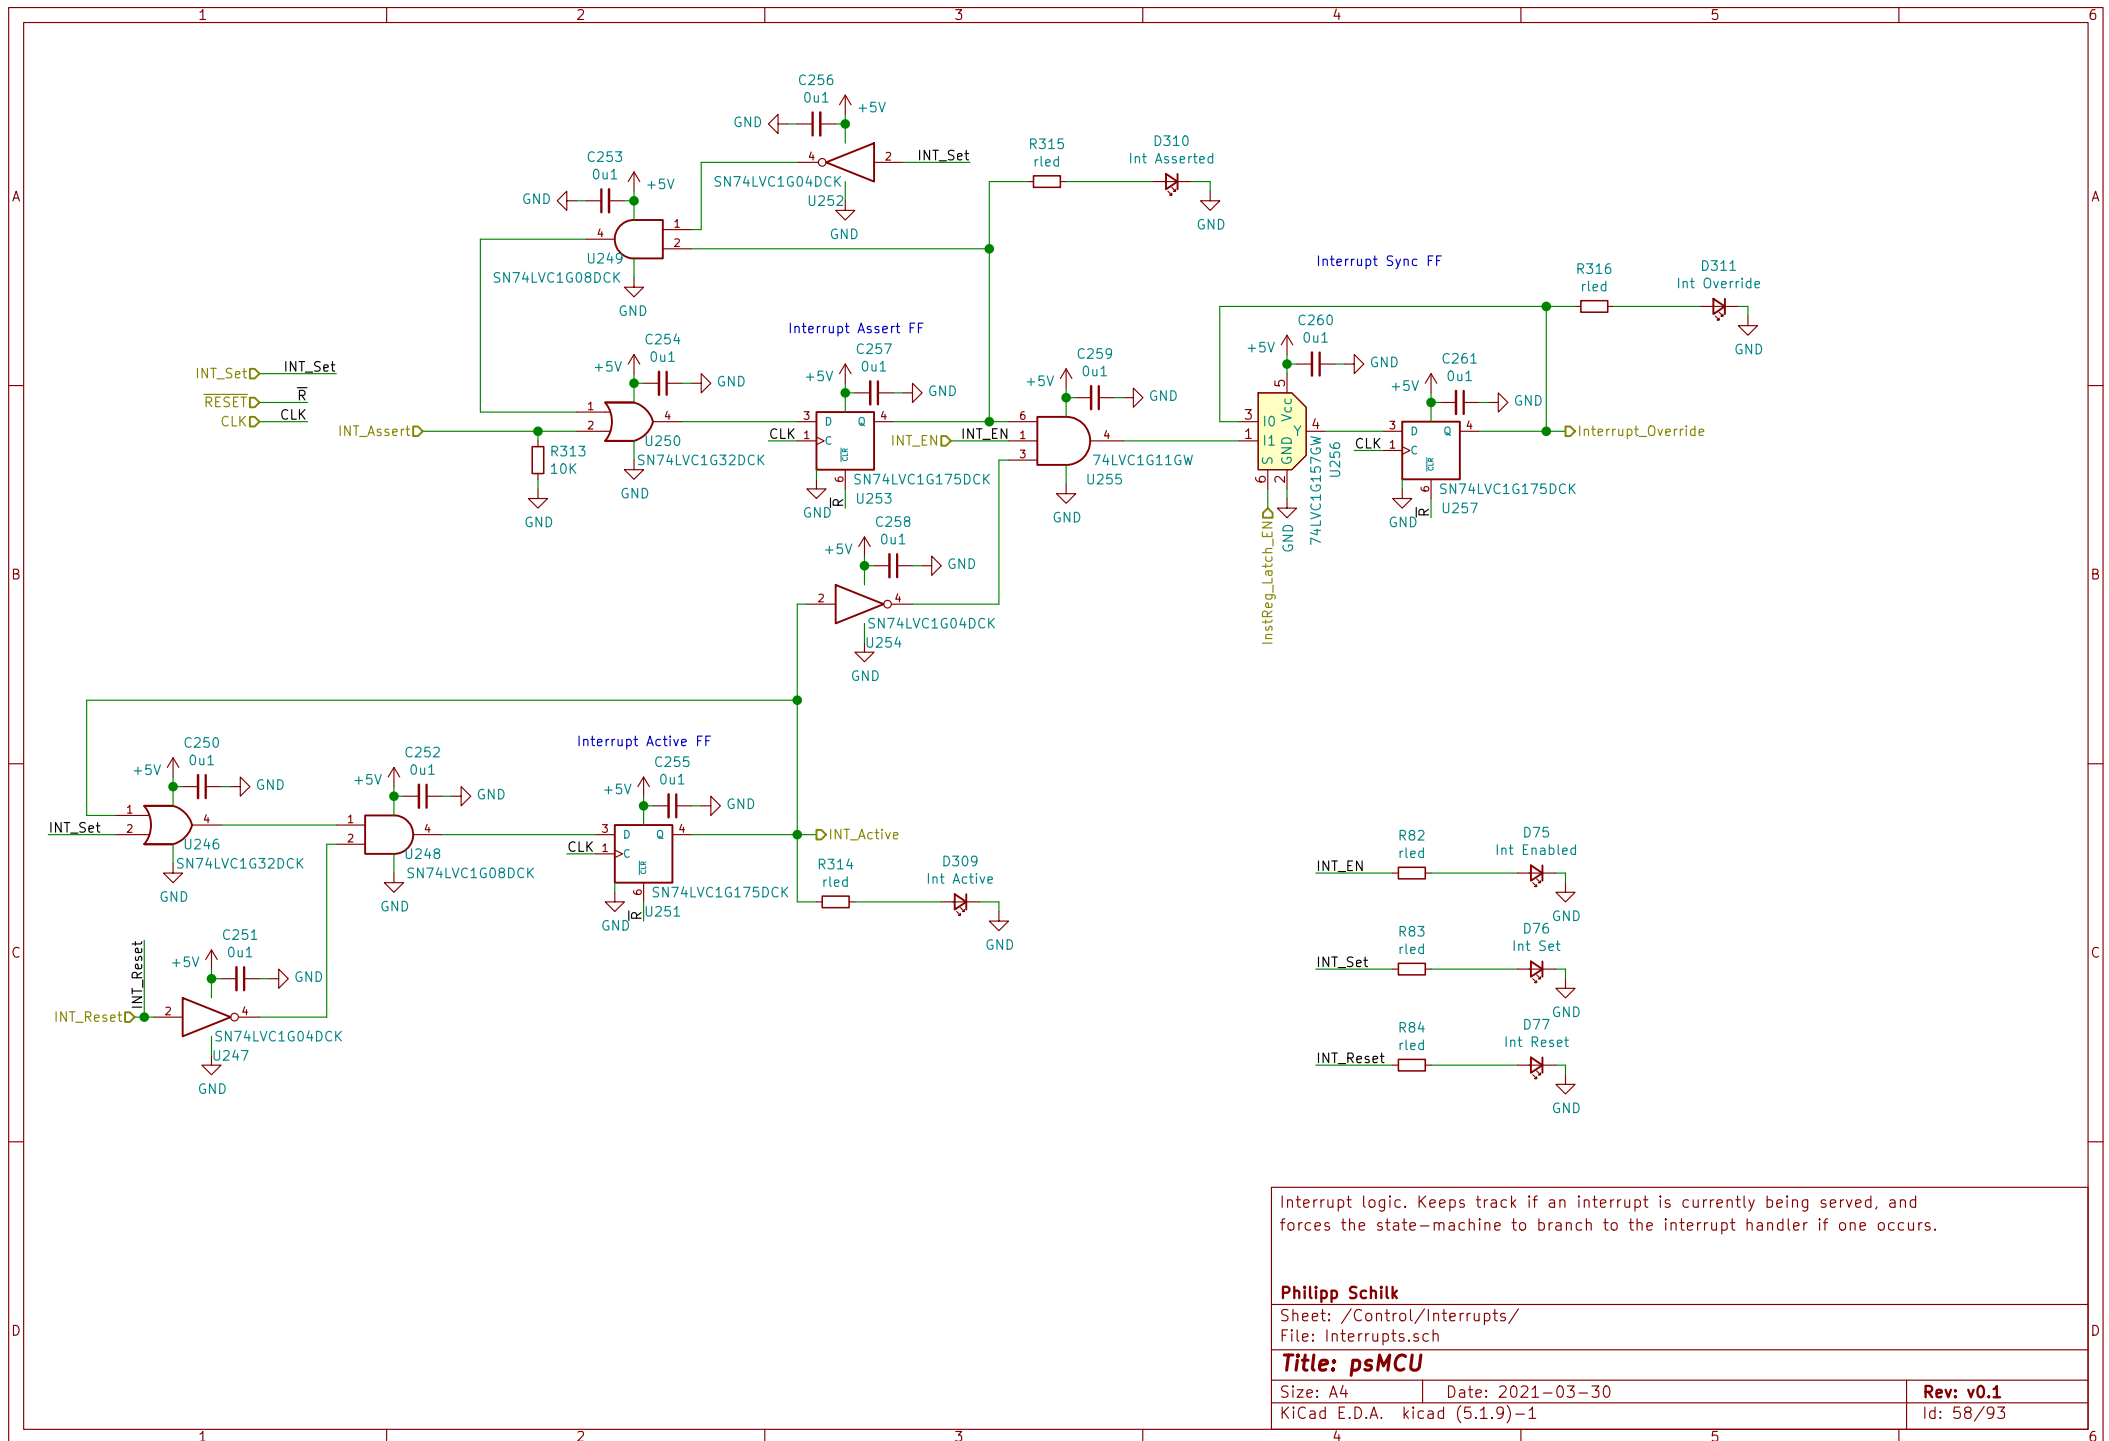 1 2 3 4 5 6
A
B
C
D
A
B
C
D
1 2 3 4 5 6
C256
0u1
+5V
GND
4
2
INT_Set
SN74LVC1G04DCK
U252
GND
C253
0u1
+5V
GND
1
2
4
U249
SN74LVC1G08DCK
GND
R315
rled
D310
Int Asserted
GND
Interrupt Sync FF
R316
rled
D311
Int Override
GND
INT_Set
INT_Set
RESET
R
CLK
CLK
INT_Assert
R313
10K
GND
C254
0u1
+5V
GND
1
2
4
U250
SN74LVC1G32DCK
GND
Interrupt Assert FF
C257
0u1
+5V
GND
3
D
Q
4
CLK
1
C
CLR
6
R
GND
SN74LVC1G175DCK
U253
C259
0u1
+5V
GND
6
INT_EN
INT_EN
1
3
4
74LVC1G11GW
U255
GND
C260
0u1
+5V
GND
5
Vcc
3
I0
1
I1
Y
4
S
GND
6
2
GND
74LVC1G157GW
U256
InstReg_Latch_EN
C261
0u1
+5V
GND
3
D
Q
4
CLK
1
C
CLR
6
R
GND
SN74LVC1G175DCK
U257
Interrupt_Override
C258
0u1
+5V
GND
2
4
SN74LVC1G04DCK
U254
GND
C250
0u1
+5V
GND
1
INT_Set
2
4
U246
SN74LVC1G32DCK
GND
C252
0u1
+5V
GND
1
2
4
U248
SN74LVC1G08DCK
GND
Interrupt Active FF
C255
0u1
+5V
GND
3
D
Q
4
CLK
1
C
CLR
6
R
GND
SN74LVC1G175DCK
U251
INT_Active
R314
rled
D309
Int Active
GND
INT_Reset
INT_Reset
C251
0u1
+5V
GND
2
4
SN74LVC1G04DCK
U247
GND
INT_EN
R82
rled
D75
Int Enabled
GND
INT_Set
R83
rled
D76
Int Set
GND
INT_Reset
R84
rled
D77
Int Reset
GND
Interrupt logic. Keeps track if an interrupt is currently being served, and
forces the state-machine to branch to the interrupt handler if one occurs.
Philipp Schilk
Sheet: /Control/Interrupts/
File: Interrupts.sch
Title: psMCU
Size: A4 Date: 2021-03-30 Rev: v0.1
KiCad E.D.A. kicad (5.1.9)-1 Id: 58/93